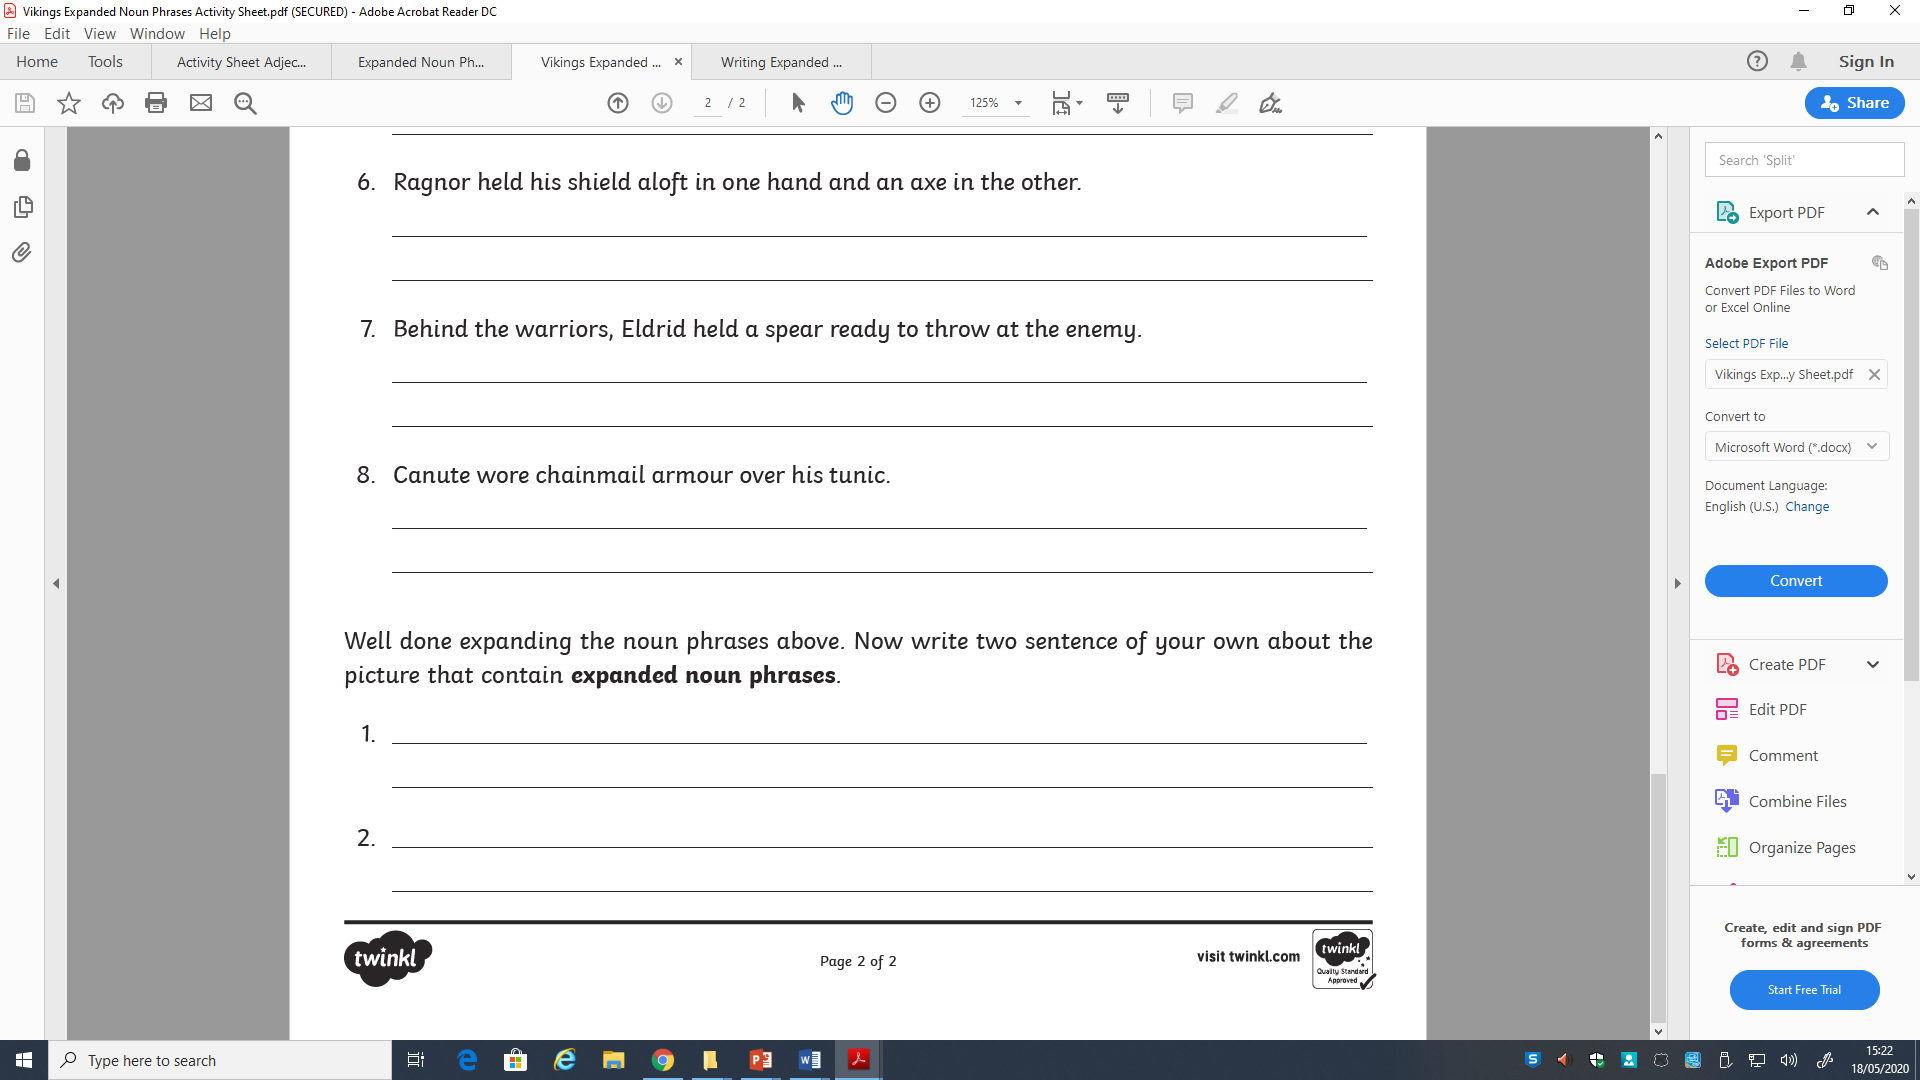 Vikings Expanded Noun Phrases Activity Sheet.pdf (SECURED) - Adobe Acrobat Reader DC
File Edit View Window Help
Home Tools Activity Sheet Adjec... Expanded Noun Ph... Vikings Expanded ... Writing Expanded ... Sign In
2 / 2 125% Share
6. Ragnor held his shield aloft in one hand and an axe in the other.
7. Behind the warriors, Eldrid held a spear ready to throw at the enemy.
8. Canute wore chainmail armour over his tunic.
Well done expanding the noun phrases above. Now write two sentence of your own about the
picture that contain expanded noun phrases.
1.
2.
twinkl
Page 2 of 2
visit twinkl.com
twinkl
Quality Standard
Approved
Search 'Split'
Export PDF
Adobe Export PDF
Convert PDF Files to Word
or Excel Online
Select PDF File
Vikings Exp...y Sheet.pdf
Convert to
Microsoft Word (*.docx)
Document Language:
English (U.S.) Change
Convert
Create PDF
Edit PDF
Comment
Combine Files
Organize Pages
Create, edit and sign PDF
forms & agreements
Start Free Trial
Type here to search
15:22
18/05/2020